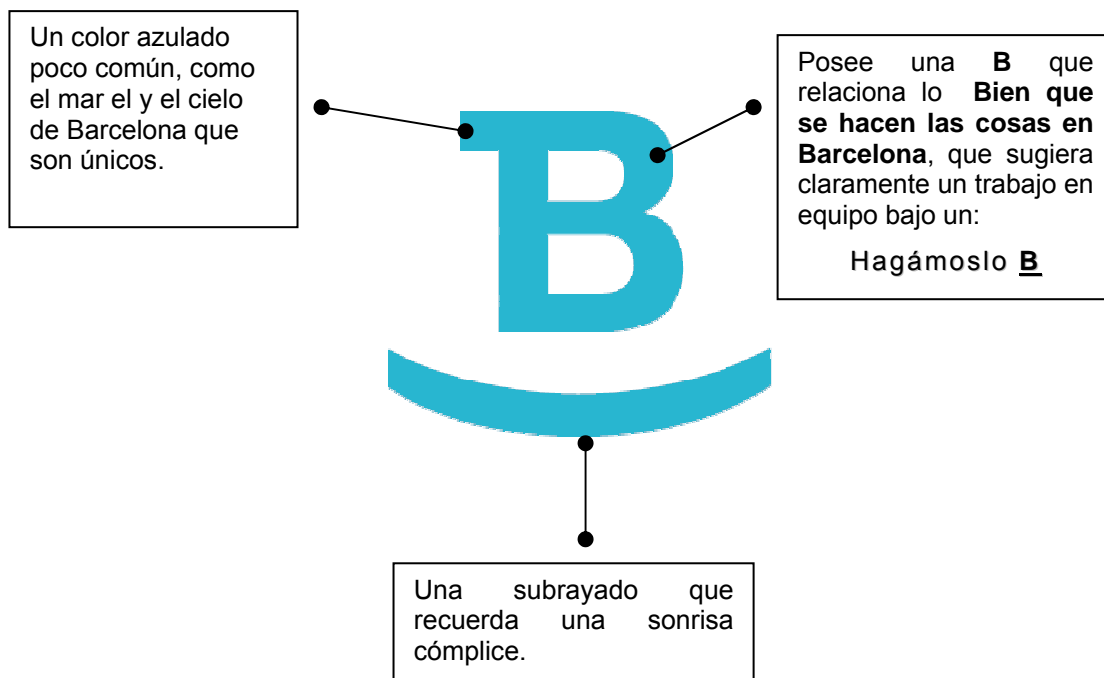 Un color azulado
poco común, como
el mar el y el cielo
de Barcelona que
son únicos.
Posee una B que
relaciona lo Bien que
se hacen las cosas en
Barcelona, que sugiera
claramente un trabajo en
equipo bajo un:
Hagámoslo B
B
Una subrayado que
recuerda una sonrisa
cómplice.